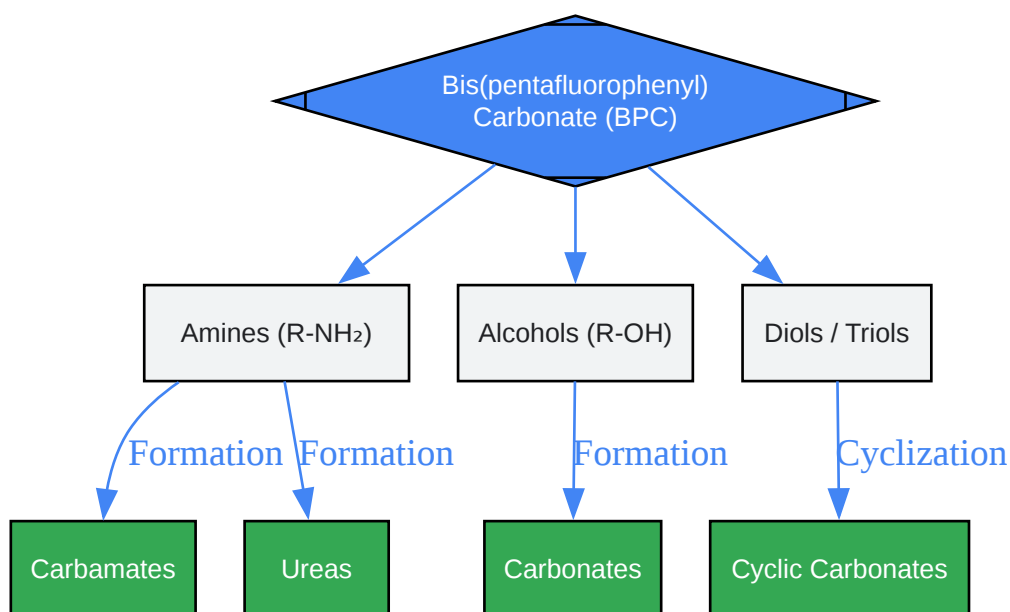 Bis(pentafluorophenyl)
Carbonate (BPC)
Amines (R-NH₂)
Alcohols (R-OH)
Diols / Triols
Formation
Formation
Formation
Cyclization
Carbamates
Ureas
Carbonates
Cyclic Carbonates